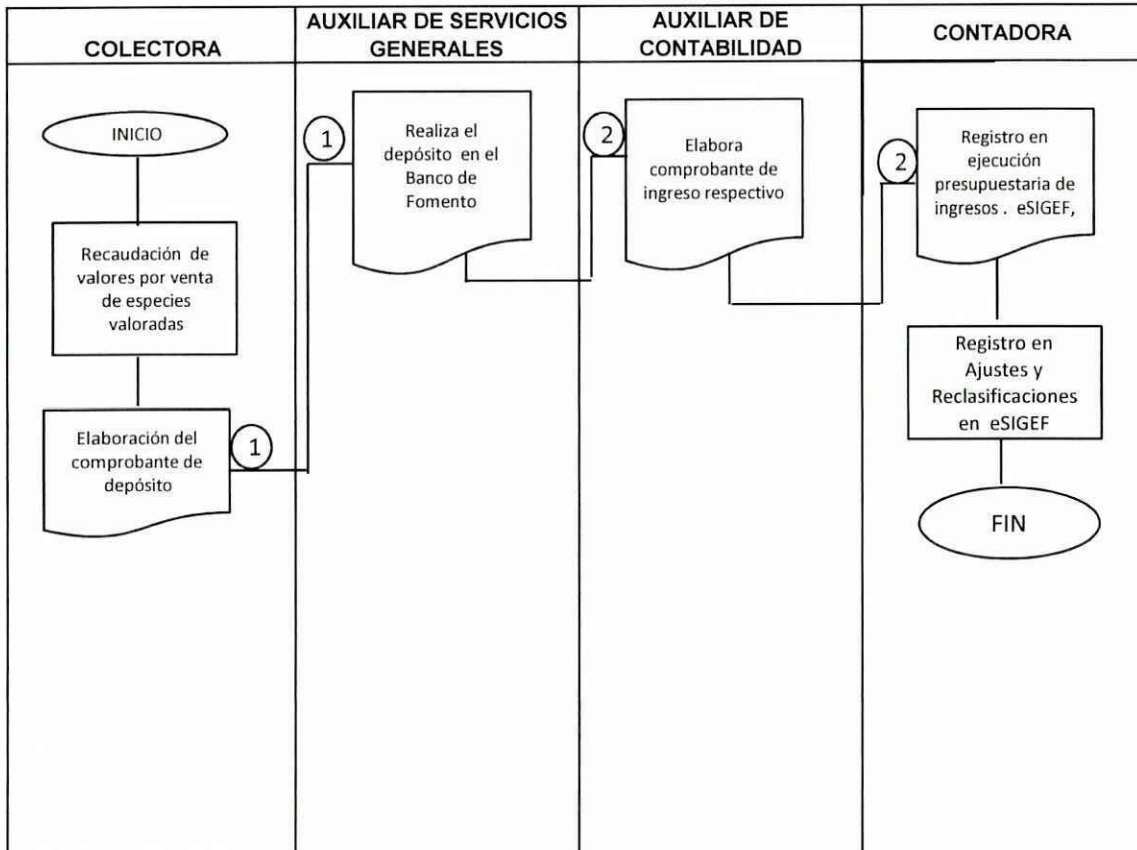 COLECTORA
AUXILIAR DE SERVICIOS
GENERALES
AUXILIAR DE
CONTABILIDAD
CONTADORA
INICIO
Recaudación de
valores por venta
de especies
valoradas
Elaboración del
comprobante de
depósito
1
1
Realiza el
depósito en el
Banco de
Fomento
2
Elabora
comprobante de
ingreso respectivo
2
Registro en
ejecución
presupuestaria de
ingresos . eSIGEF,
Registro en
Ajustes y
Reclasificaciones
en eSIGEF
FIN